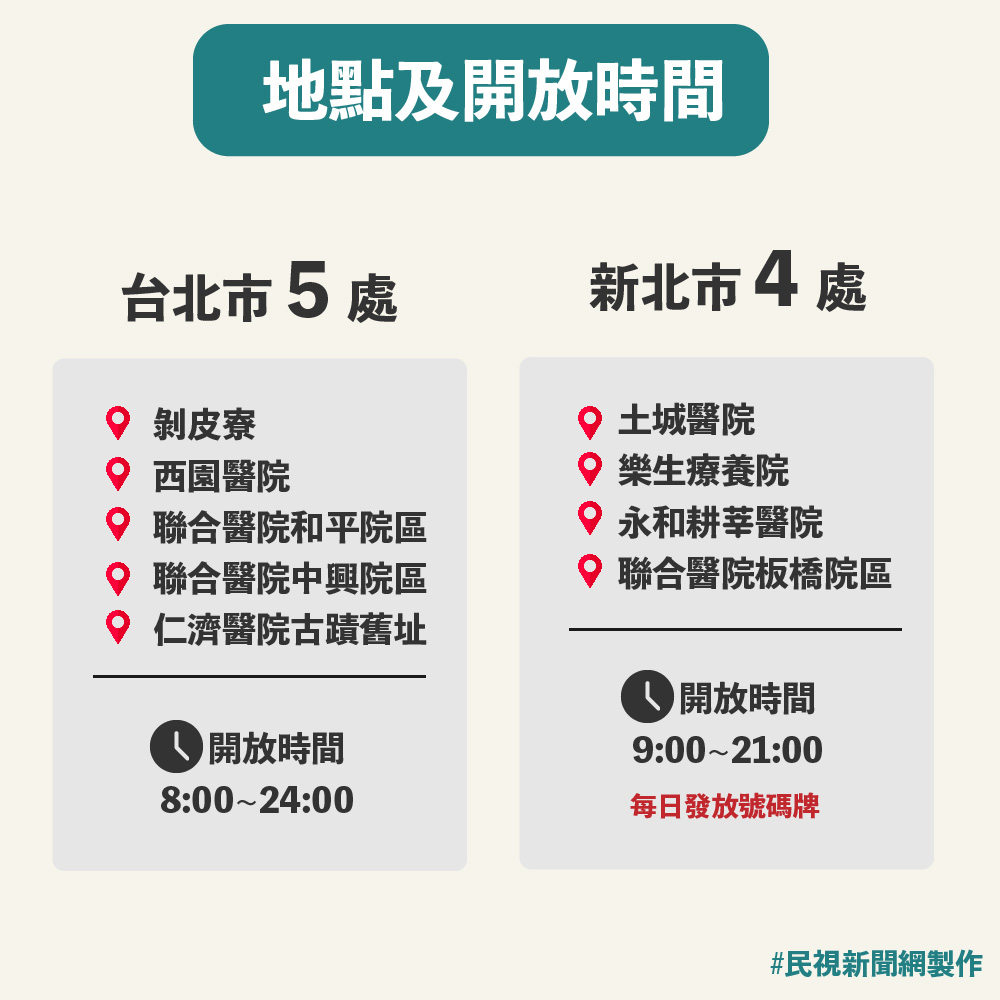 地點及開放時間
台北市 5 處
剝皮寮
西園醫院
聯合醫院和平院區
聯合醫院中興院區
仁濟醫院古蹟舊址
開放時間
8:00~24:00
新北市 4 處
土城醫院
樂生療養院
永和耕莘醫院
聯合醫院板橋院區
開放時間
9:00~21:00
每日發放號碼牌
#民視新聞網製作